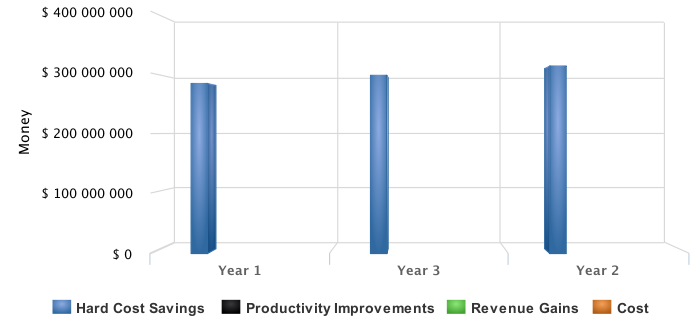 $ 400 000 000
$ 300 000 000
$ 200 000 000
$ 100 000 000
$ 0
Money
Year 1 Year 3 Year 2
Hard Cost Savings Productivity Improvements Revenue Gains Cost